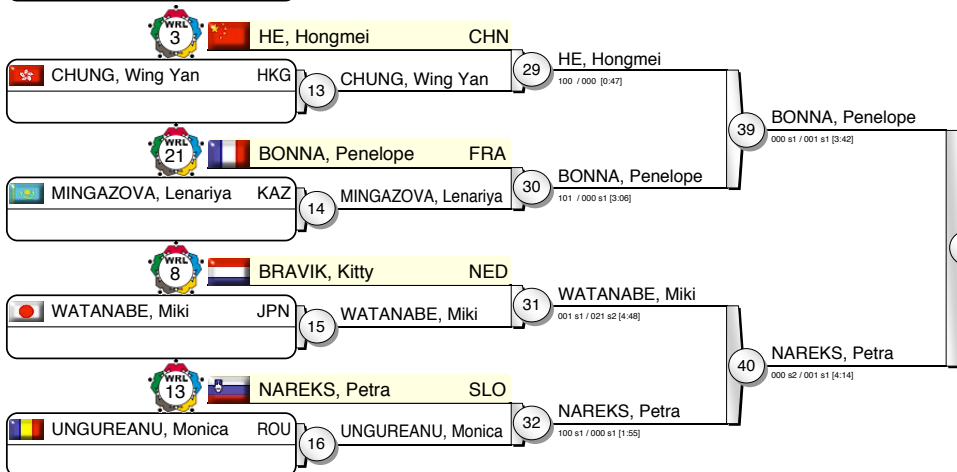 WRL
3
HE, Hongmei CHN
CHUNG, Wing Yan HKG
13
CHUNG, Wing Yan
29
HE, Hongmei
100 / 000 [0:47]
WRL
21
BONNA, Penelope FRA
MINGAZOVA, Lenariya KAZ
14
MINGAZOVA, Lenariya
30
BONNA, Penelope
101 / 000 s1 [3:06]
39
BONNA, Penelope
000 s1 / 001 s1 [3:42]
WRL
8
BRAVIK, Kitty NED
WATANABE, Miki JPN
15
WATANABE, Miki
31
WATANABE, Miki
001 s1 / 021 s2 [4:48]
WRL
13
NAREKS, Petra SLO
UNGUREANU, Monica ROU
16
UNGUREANU, Monica
32
NAREKS, Petra
100 s1 / 000 s1 [1:55]
40
NAREKS, Petra
000 s2 / 001 s1 [4:14]